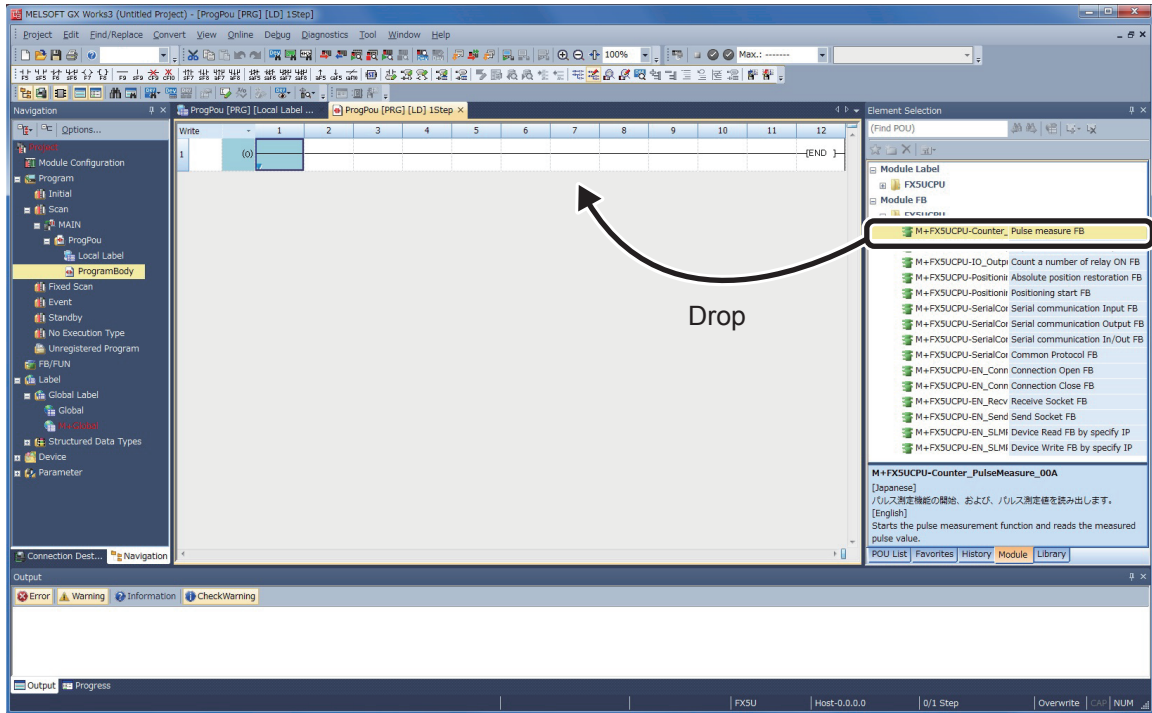 MELSOFT GX Works3 (Untitled Project) - [ProgPou [PRG] [LD] 1Step]
Project Edit Find/Replace Convert View Online Debug Diagnostics Tool Window Help
100% Max.: -------
Navigation
ProgPou [PRG] [Local Label ...
ProgPou [PRG] [LD] 1Step
Element Selection
Options...
Write 1 2 3 4 5 6 7 8 9 10 11 12
(Find POU)
Project
1 (0) [END ]
Module Configuration
Program
Initial
Scan
MAIN
ProgPou
Local Label
ProgramBody
Fixed Scan
Event
Standby
No Execution Type
Unregistered Program
FB/FUN
Label
Global Label
Global
M+Global
Structured Data Types
Device
Parameter
Drop
Module Label
FX5UCPU
Module FB
FX5UCPU
M+FX5UCPU-Counter_ Pulse measure FB
M+FX5UCPU-IO_Outpu Count a number of relay ON FB
M+FX5UCPU-Positionin Absolute position restoration FB
M+FX5UCPU-Positionin Positioning start FB
M+FX5UCPU-SerialCor Serial communication Input FB
M+FX5UCPU-SerialCor Serial communication Output FB
M+FX5UCPU-SerialCor Serial communication In/Out FB
M+FX5UCPU-SerialCor Common Protocol FB
M+FX5UCPU-EN_Conn Connection Open FB
M+FX5UCPU-EN_Conn Connection Close FB
M+FX5UCPU-EN_Recv Receive Socket FB
M+FX5UCPU-EN_Send Send Socket FB
M+FX5UCPU-EN_SLMI Device Read FB by specify IP
M+FX5UCPU-EN_SLMI Device Write FB by specify IP
M+FX5UCPU-Counter_PulseMeasure_00A
[Japanese]
パルス測定機能の開始、および、パルス測定値を読み出します。
[English]
Starts the pulse measurement function and reads the measured
pulse value.
Connection Dest... Navigation
POU List Favorites History Module Library
Output
Error Warning Information CheckWarning
Output Progress
FX5U Host-0.0.0.0 0/1 Step Overwrite CAP NUM